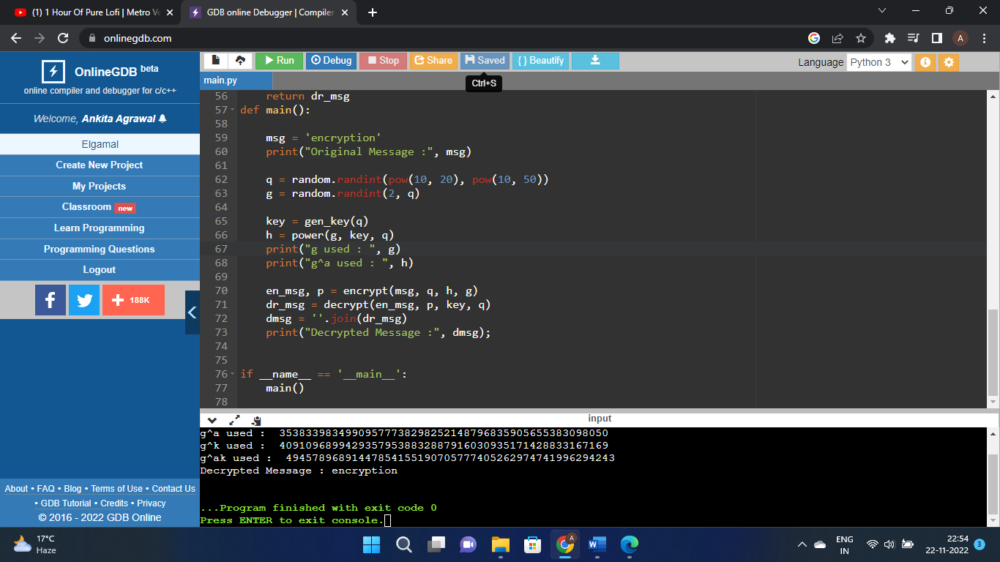 (1) 1 Hour Of Pure Lofi | Metro Ve
GDB online Debugger | Compiler
onlinegdb.com
A
OnlineGDB beta
online compiler and debugger for c/c++
Welcome, Ankita Agrawal
Elgamal
Create New Project
My Projects
Classroom new
Learn Programming
Programming Questions
Logout
f
188K
About • FAQ • Blog • Terms of Use • Contact Us
• GDB Tutorial • Credits • Privacy
© 2016 - 2022 GDB Online
Run Debug Stop Share Saved {} Beautify
Language Python 3
main.py
Ctrl+S
56 return dr_msg
57 def main():
58
59 msg = 'encryption'
60 print("Original Message :", msg)
61
62 q = random.randint(pow(10, 20), pow(10, 50))
63 g = random.randint(2, q)
64
65 key = gen_key(q)
66 h = power(g, key, q)
67 print("g used : ", g)
68 print("g^a used : ", h)
69
70 en_msg, p = encrypt(msg, q, h, g)
71 dr_msg = decrypt(en_msg, p, key, q)
72 dmsg = ''.join(dr_msg)
73 print("Decrypted Message :", dmsg);
74
75
76 if __name__ == '__main__':
77 main()
78
input
g^a used : 35383398349909577738298252148796835905655383098050
g^k used : 40910968994293579538832887916030935171428833167169
g^ak used : 49457896891447854155190705777405262974741996294243
Decrypted Message : encryption
...Program finished with exit code 0
Press ENTER to exit console.
17°C
Haze
A
W
ENG
IN
22:54
22-11-2022
3